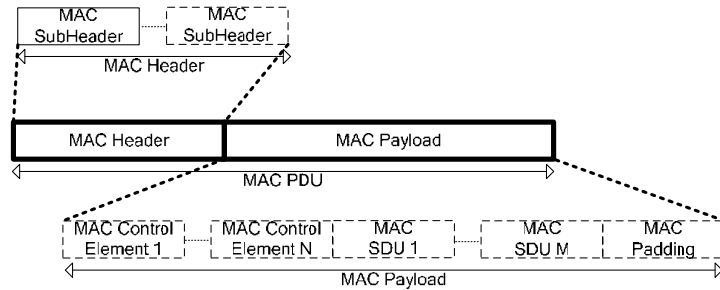 MAC
SubHeader
MAC
SubHeader
MAC Header
MAC Header
MAC Payload
MAC PDU
MAC Control
Element 1
MAC Control
Element N
MAC
SDU 1
MAC
SDU M
MAC
Padding
MAC Payload